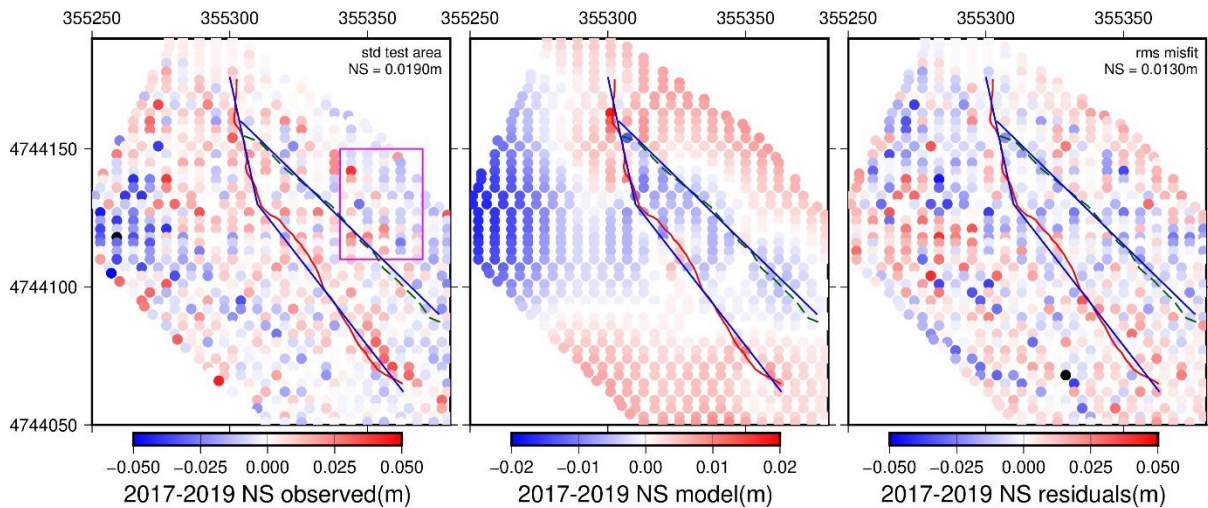 355250 355300 355350 355250 355300 355350 355250 355300 355350
std test area
NS = 0.0190m
rms misfit
NS = 0.0130m
4744150
4744100
4744050
−0.050 −0.025 0.000 0.025 0.050
2017-2019 NS observed(m)
−0.02 −0.01 0.00 0.01 0.02
2017-2019 NS model(m)
−0.050 −0.025 0.000 0.025 0.050
2017-2019 NS residuals(m)